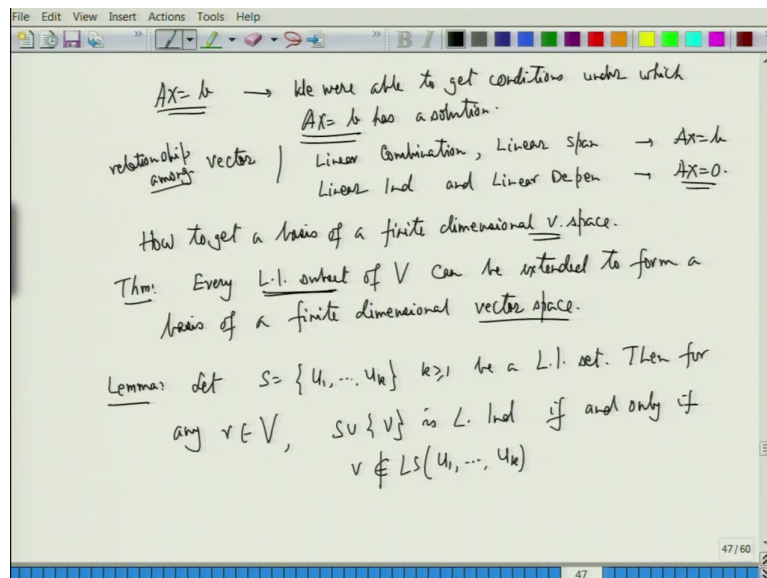 File Edit View Insert Actions Tools Help
Ax = b → We were able to get conditions under which
Ax = b has a solution.
relationship among vector | Linear Combination, Linear Span → Ax = b
Linear Ind and Linear Depen → Ax = 0.
How to get a basis of a finite dimensional v. space.
Thm: Every L.I. subset of V can be extended to form a
basis of a finite dimensional vector space.
Lemma: Let S = {u1, ..., uk} k ≥ 1 be a L.I. set. Then for
any v ∈ V, S ∪ {v} is L. Ind if and only if
v ∉ LS(u1, ..., uk)
47 / 60
47